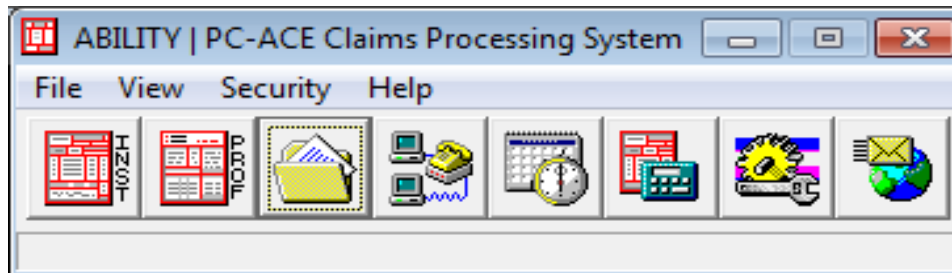 ABILITY | PC-ACE Claims Processing System
File View Security Help
INST
PROF